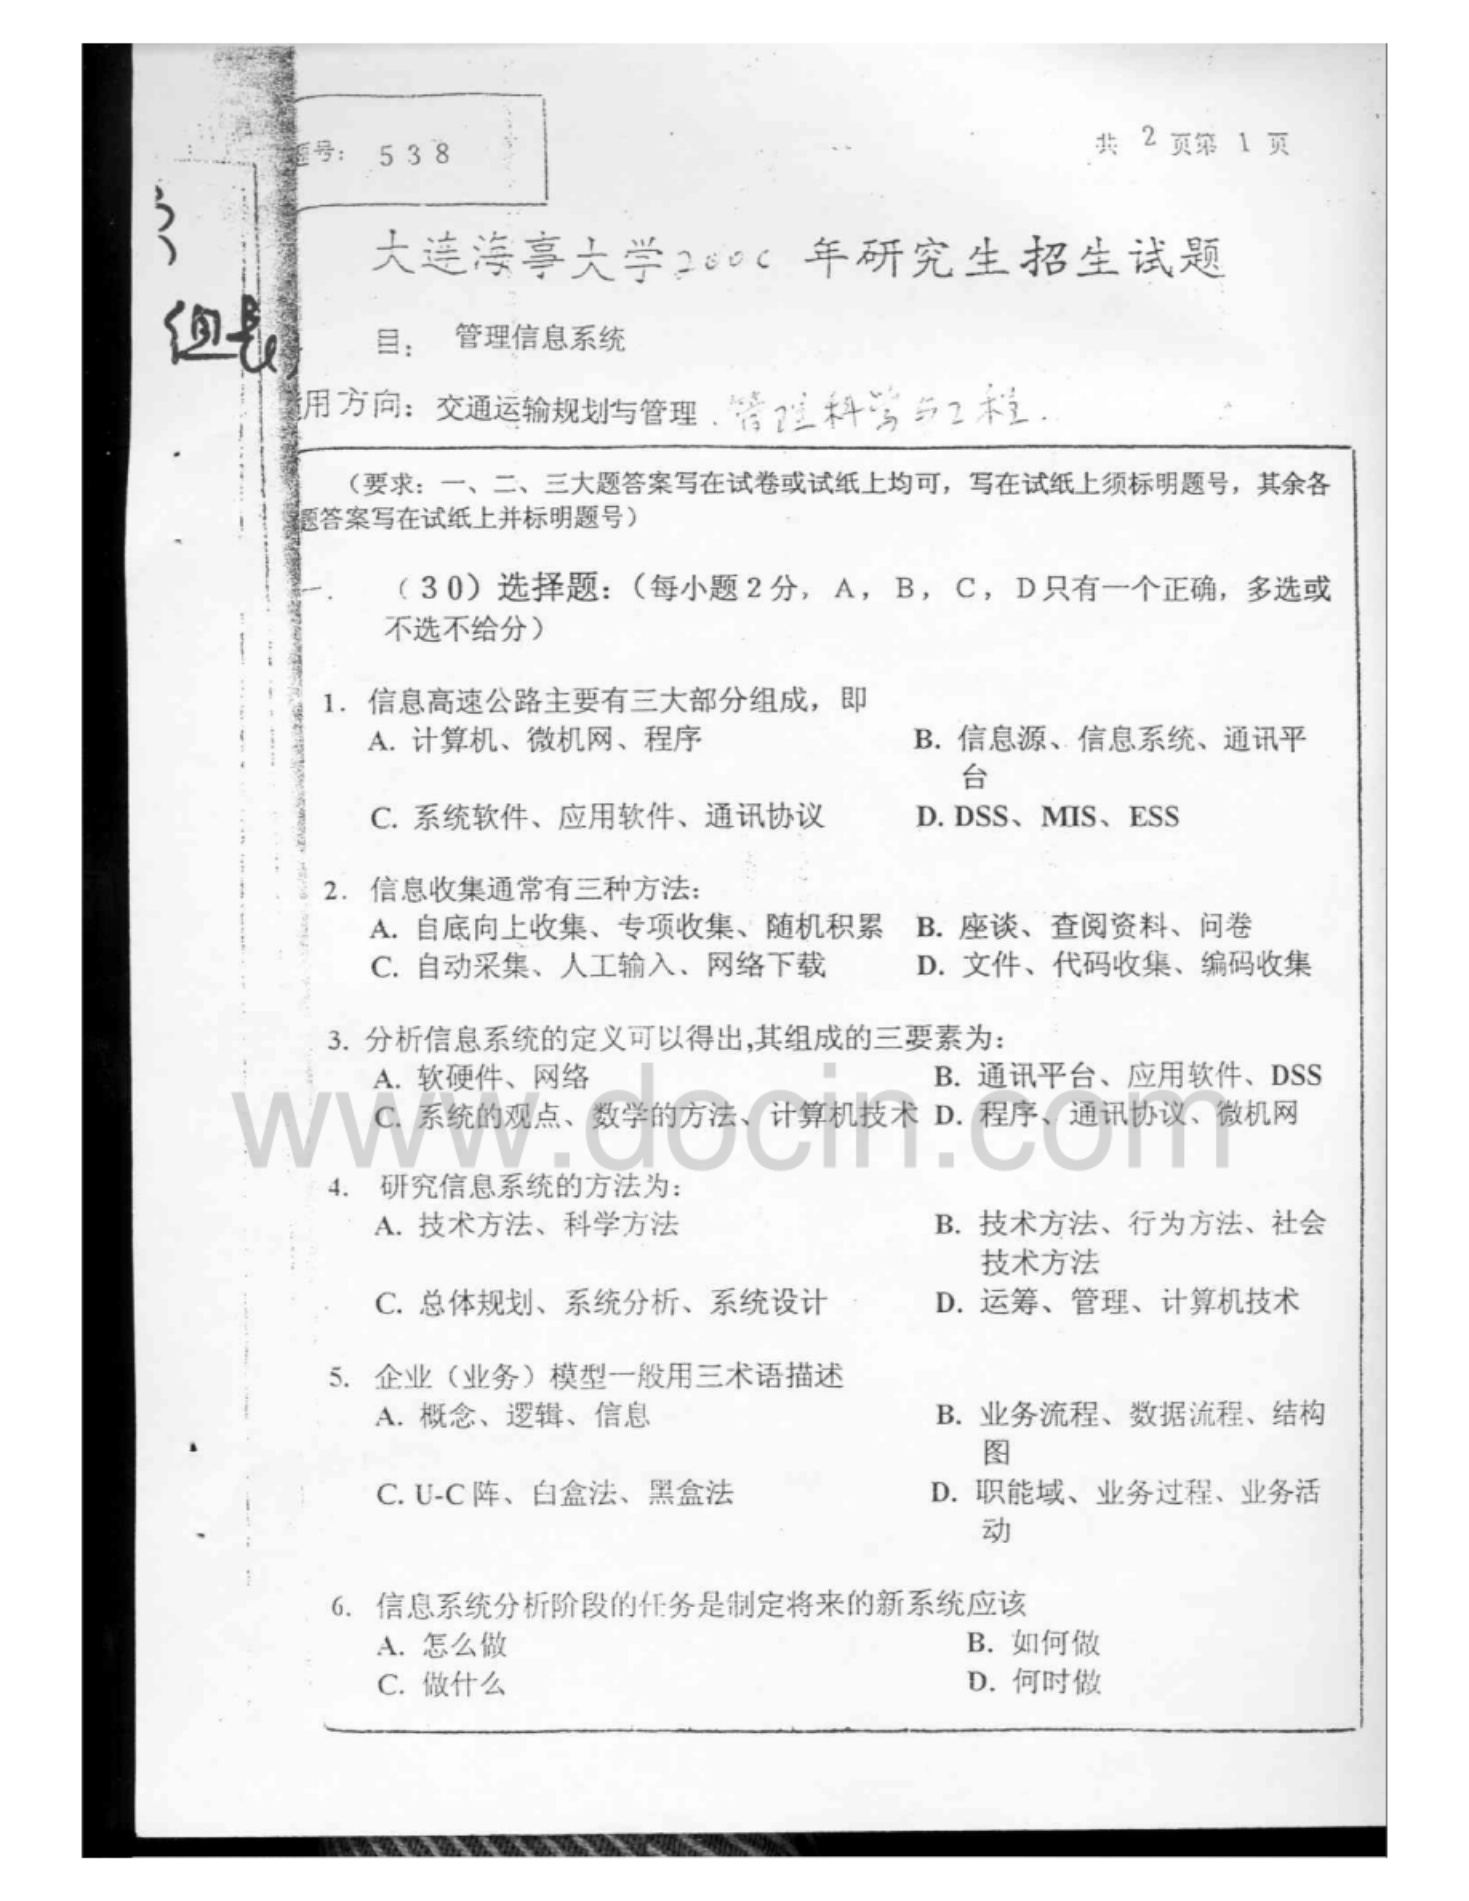 题号： 538
共 2 页第 1 页
大连海事大学2000 年研究生招生试题
组长
目： 管理信息系统
用方向：交通运输规划与管理．管理科学与工程．
（要求：一、二、三大题答案写在试卷或试纸上均可，写在试纸上须标明题号，其余各
题答案写在试纸上并标明题号）
一． （30）选择题：（每小题2分，A，B，C，D只有一个正确，多选或
不选不给分）
1. 信息高速公路主要有三大部分组成，即
A. 计算机、微机网、程序 B. 信息源、信息系统、通讯平
台
C. 系统软件、应用软件、通讯协议 D. DSS、MIS、ESS
2. 信息收集通常有三种方法：
A. 自底向上收集、专项收集、随机积累 B. 座谈、查阅资料、问卷
C. 自动采集、人工输入、网络下载 D. 文件、代码收集、编码收集
3. 分析信息系统的定义可以得出,其组成的三要素为：
A. 软硬件、网络 B. 通讯平台、应用软件、DSS
C. 系统的观点、数学的方法、计算机技术 D. 程序、通讯协议、微机网
www.docin.com
4. 研究信息系统的方法为：
A. 技术方法、科学方法 B. 技术方法、行为方法、社会
技术方法
C. 总体规划、系统分析、系统设计 D. 运筹、管理、计算机技术
5. 企业（业务）模型一般用三术语描述
A. 概念、逻辑、信息 B. 业务流程、数据流程、结构
图
C. U-C阵、白盒法、黑盒法 D. 职能域、业务过程、业务活
动
6. 信息系统分析阶段的任务是制定将来的新系统应该
A. 怎么做 B. 如何做
C. 做什么 D. 何时做